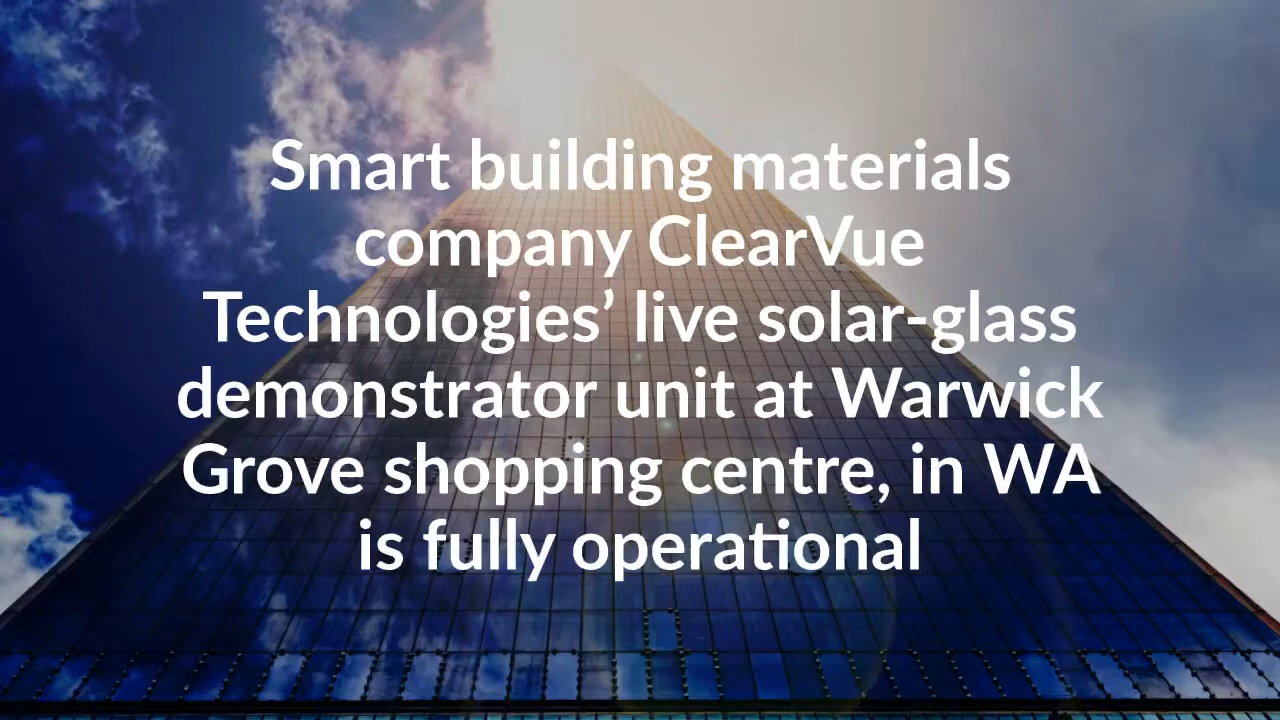 Smart building materials
company ClearVue
Technologies’ live solar-glass
demonstrator unit at Warwick
Grove shopping centre, in WA
is fully operational